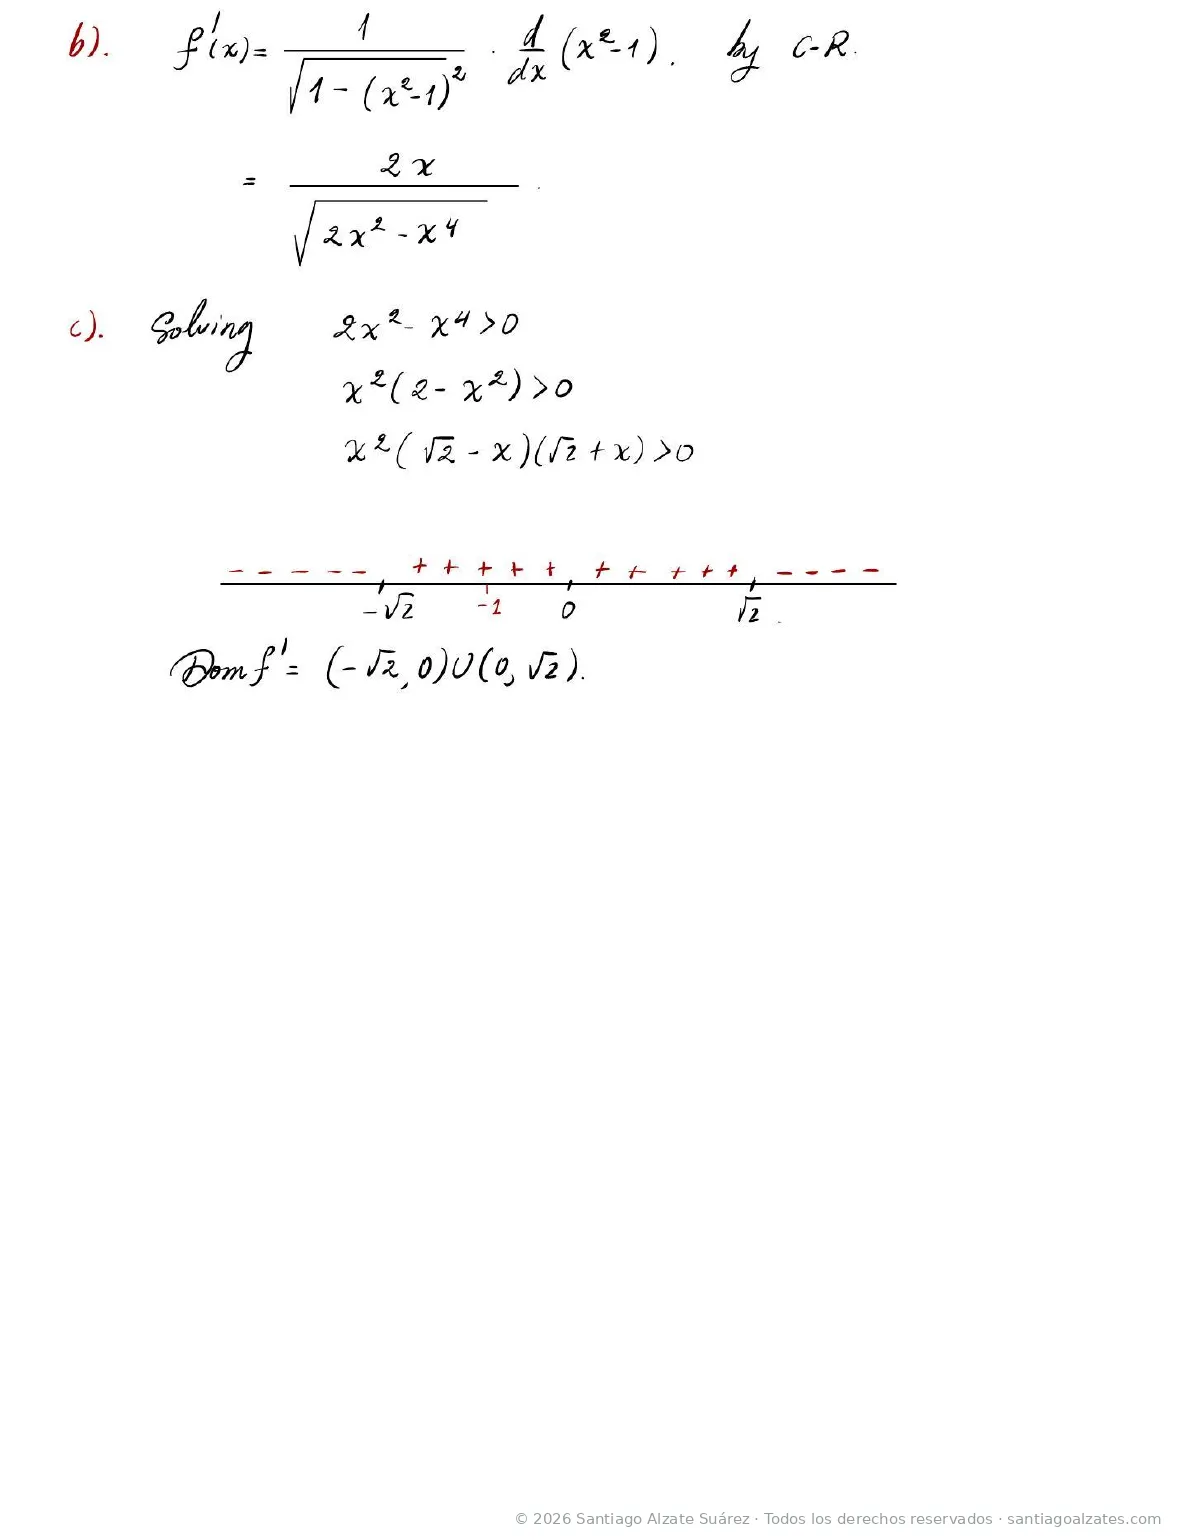 b). f'(x) = 1 / √(1 - (x²-1)²) · d/dx (x²-1). by C-R.
= 2x / √(2x² - x⁴) .
c). Solving 2x² - x⁴ > 0
x²(2 - x²) > 0
x²(√2 - x)(√2 + x) > 0
- - - - - + + + + + + + + + + - - - -
-√2 -1 0 √2
Dom f' = (-√2, 0) ∪ (0, √2).
© 2026 Santiago Alzate Suárez · Todos los derechos reservados · santiagoalzates.com